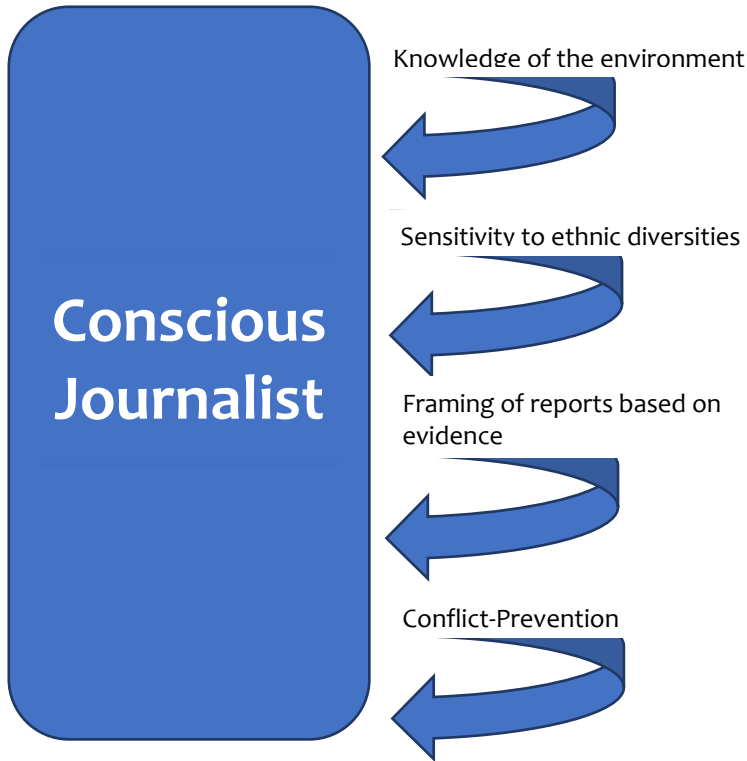 Conscious
Journalist
Knowledge of the environment
Sensitivity to ethnic diversities
Framing of reports based on
evidence
Conflict-Prevention